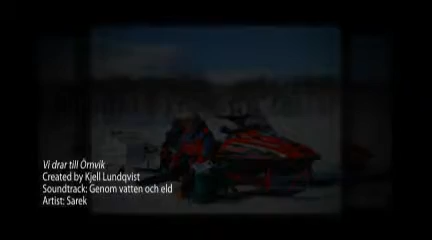 Vi drar till Örnvik
Created by Kjell Lundqvist
Soundtrack: Genom vatten och eld
Artist: Sarek